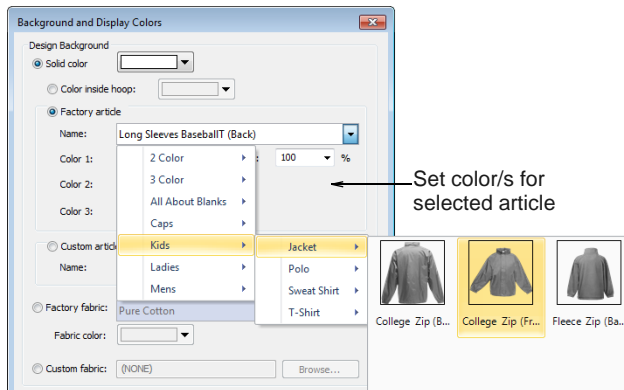 Background and Display Colors
Design Background
Solid color
Color inside hoop:
Factory article
Name: Long Sleeves BaseballT (Back)
Color 1: 100 %
Color 2:
Color 3:
2 Color
3 Color
All About Blanks
Caps
Kids
Ladies
Mens
Jacket
Polo
Sweat Shirt
T-Shirt
College Zip (B...
College Zip (Fr...
Fleece Zip (Ba...
Set color/s for
selected article
Custom
Name:
Factory fabric: Pure Cotton
Fabric color:
Custom fabric: (NONE) Browse...